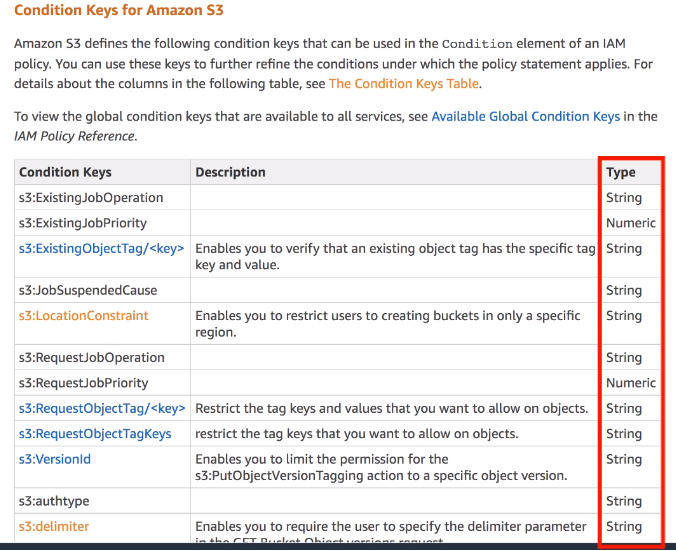 Condition Keys for Amazon S3
Amazon S3 defines the following condition keys that can be used in the Condition element of an IAM
policy. You can use these keys to further refine the conditions under which the policy statement applies. For
details about the columns in the following table, see The Condition Keys Table.
To view the global condition keys that are available to all services, see Available Global Condition Keys in the
IAM Policy Reference.
Condition Keys Description Type
s3:ExistingJobOperation String
s3:ExistingJobPriority Numeric
s3:ExistingObjectTag/<key> Enables you to verify that an existing object tag has the specific tag String
key and value.
s3:JobSuspendedCause String
s3:LocationConstraint Enables you to restrict users to creating buckets in only a specific String
region.
s3:RequestJobOperation String
s3:RequestJobPriority Numeric
s3:RequestObjectTag/<key> Restrict the tag keys and values that you want to allow on objects. String
s3:RequestObjectTagKeys restrict the tag keys that you want to allow on objects. String
s3:VersionId Enables you to limit the permission for the String
s3:PutObjectVersionTagging action to a specific object version.
s3:authtype String
s3:delimiter Enables you to require the user to specify the delimiter parameter String
in the GET Bucket Object versions request